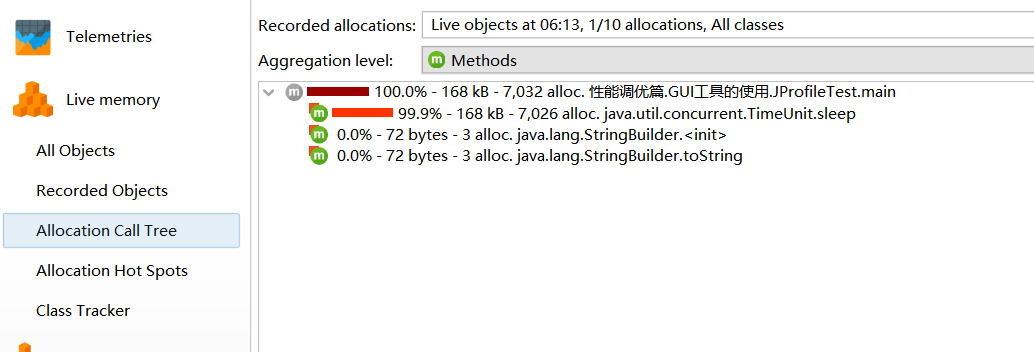 Telemetries
Live memory
All Objects
Recorded Objects
Allocation Call Tree
Allocation Hot Spots
Class Tracker
Recorded allocations: Live objects at 06:13, 1/10 allocations, All classes
Aggregation level: m Methods
m 100.0% - 168 kB - 7,032 alloc. 性能调优篇.GUI工具的使用.JProfileTest.main
m 99.9% - 168 kB - 7,026 alloc. java.util.concurrent.TimeUnit.sleep
m 0.0% - 72 bytes - 3 alloc. java.lang.StringBuilder.<init>
m 0.0% - 72 bytes - 3 alloc. java.lang.StringBuilder.toString